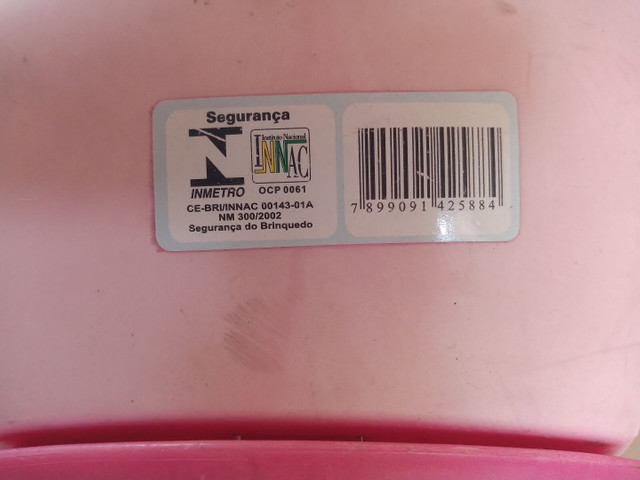 Segurança
INMETRO
Instituto Nacional
INNAC
OCP 0061
CE-BRI/INNAC 00143-01A
NM 300/2002
Segurança do Brinquedo
7 899091 425884